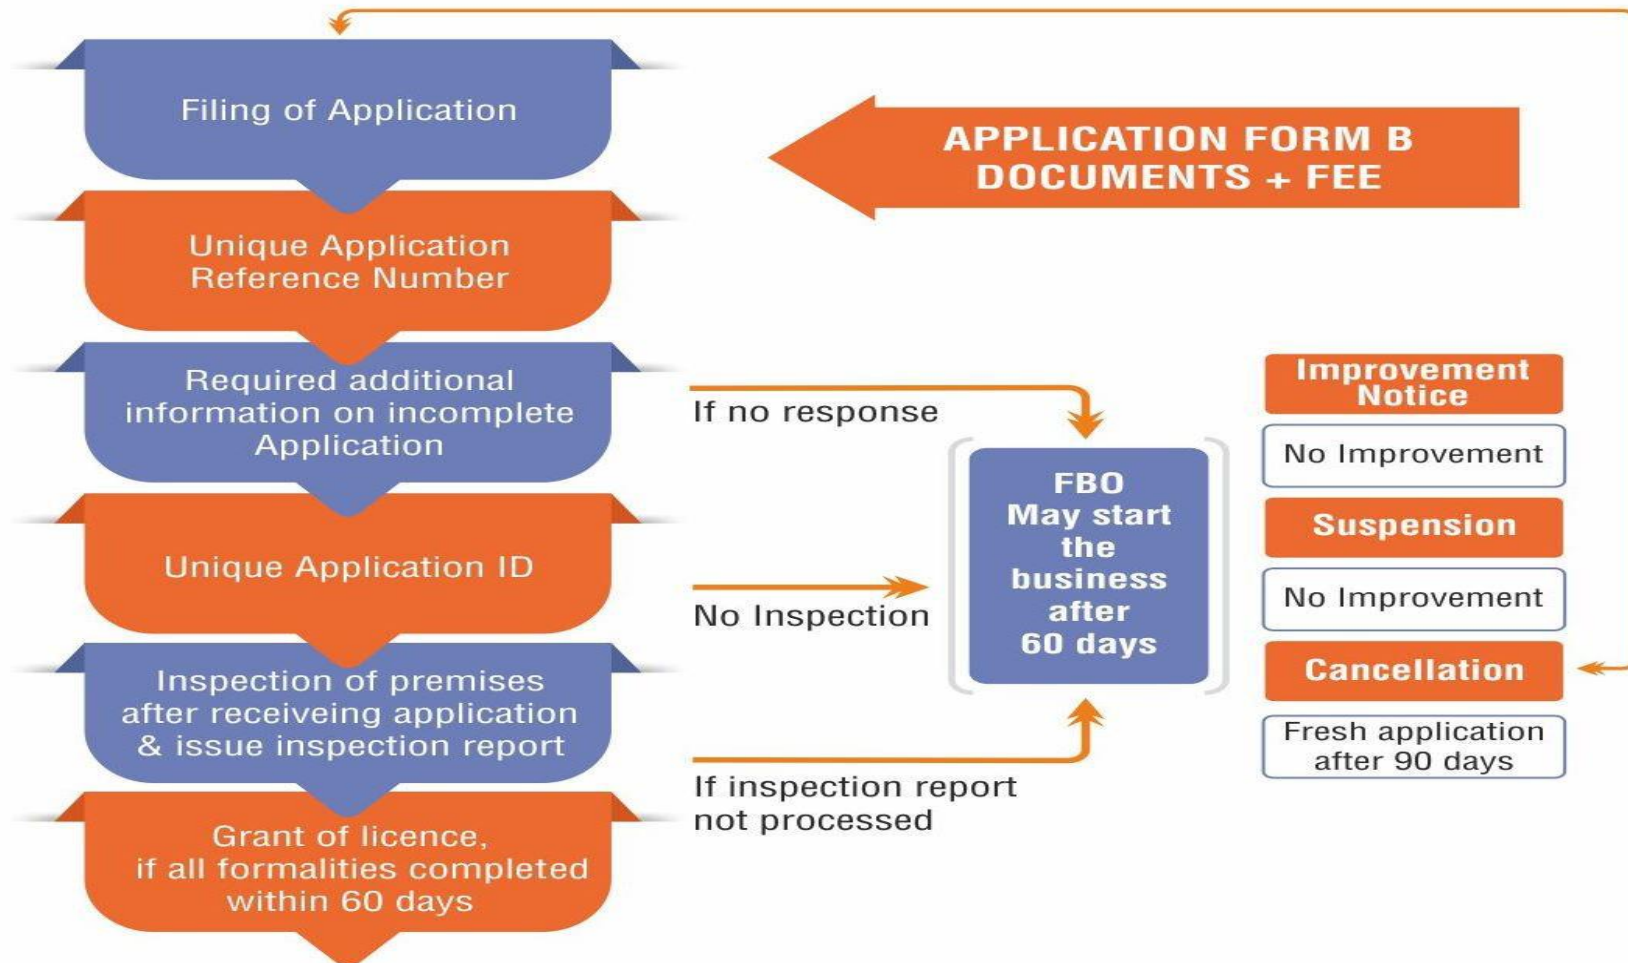 Filing of Application
APPLICATION FORM B
DOCUMENTS + FEE
Unique Application
Reference Number
Required additional
information on incomplete
Application
If no response
Unique Application ID
No Inspection
Inspection of premises
after receiveing application
& issue inspection report
If inspection report
not processed
Grant of licence,
if all formalities completed
within 60 days
FBO
May start
the
business
after
60 days
Improvement
Notice
No Improvement
Suspension
No Improvement
Cancellation
Fresh application
after 90 days